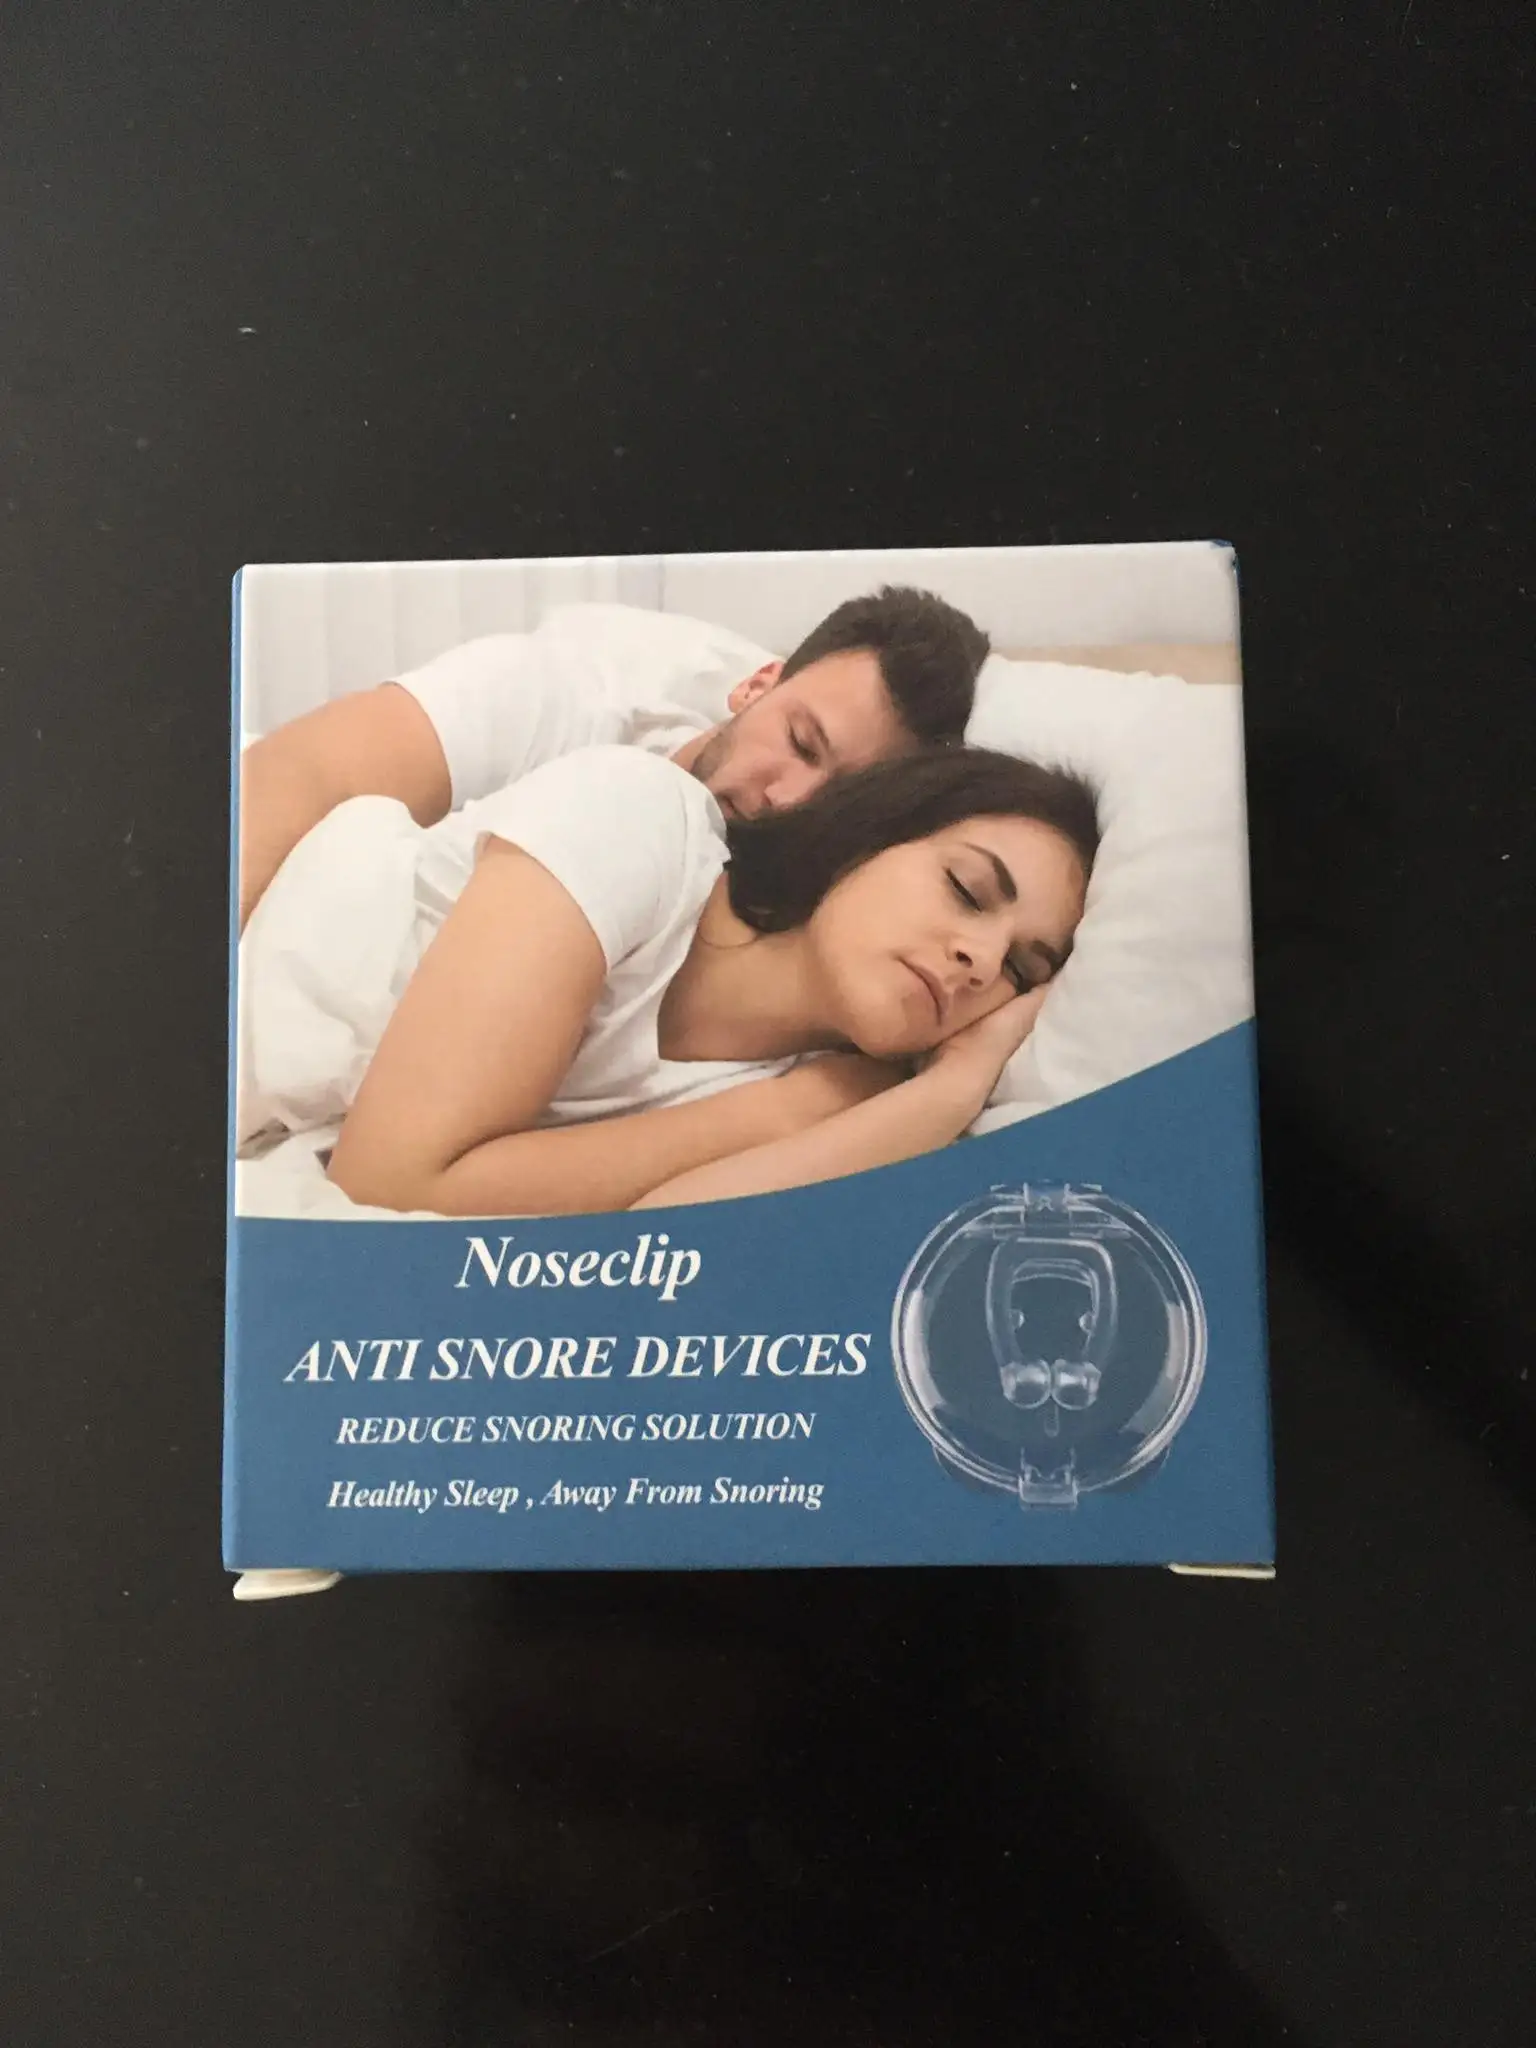 Noseclip
ANTI SNORE DEVICES
REDUCE SNORING SOLUTION
Healthy Sleep , Away From Snoring